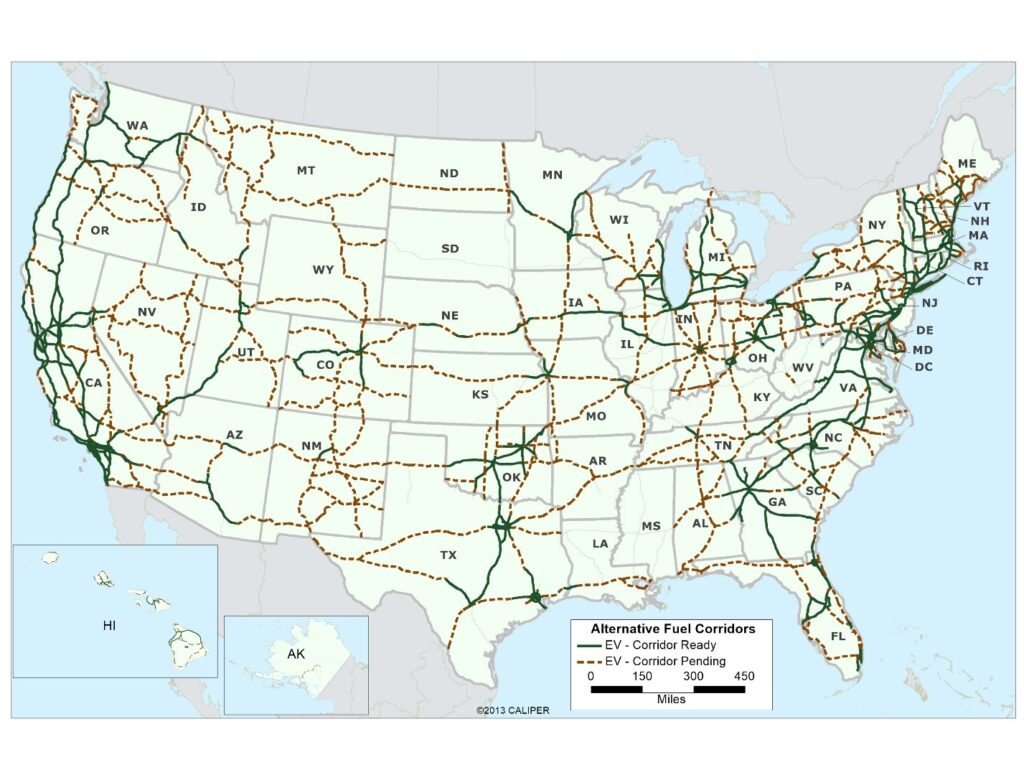 WA
MT
ND
MN
ME
VT
NH
MA
RI
CT
NJ
DE
MD
DC
OR
ID
SD
WI
MI
NY
WY
IA
PA
NV
UT
NE
CO
IL
IN
OH
WV
VA
CA
KS
MO
KY
AZ
NM
OK
AR
TN
NC
SC
TX
LA
MS
AL
GA
FL
HI
AK
Alternative Fuel Corridors
EV - Corridor Ready
EV - Corridor Pending
0 150 300 450
Miles
©2013 CALIPER